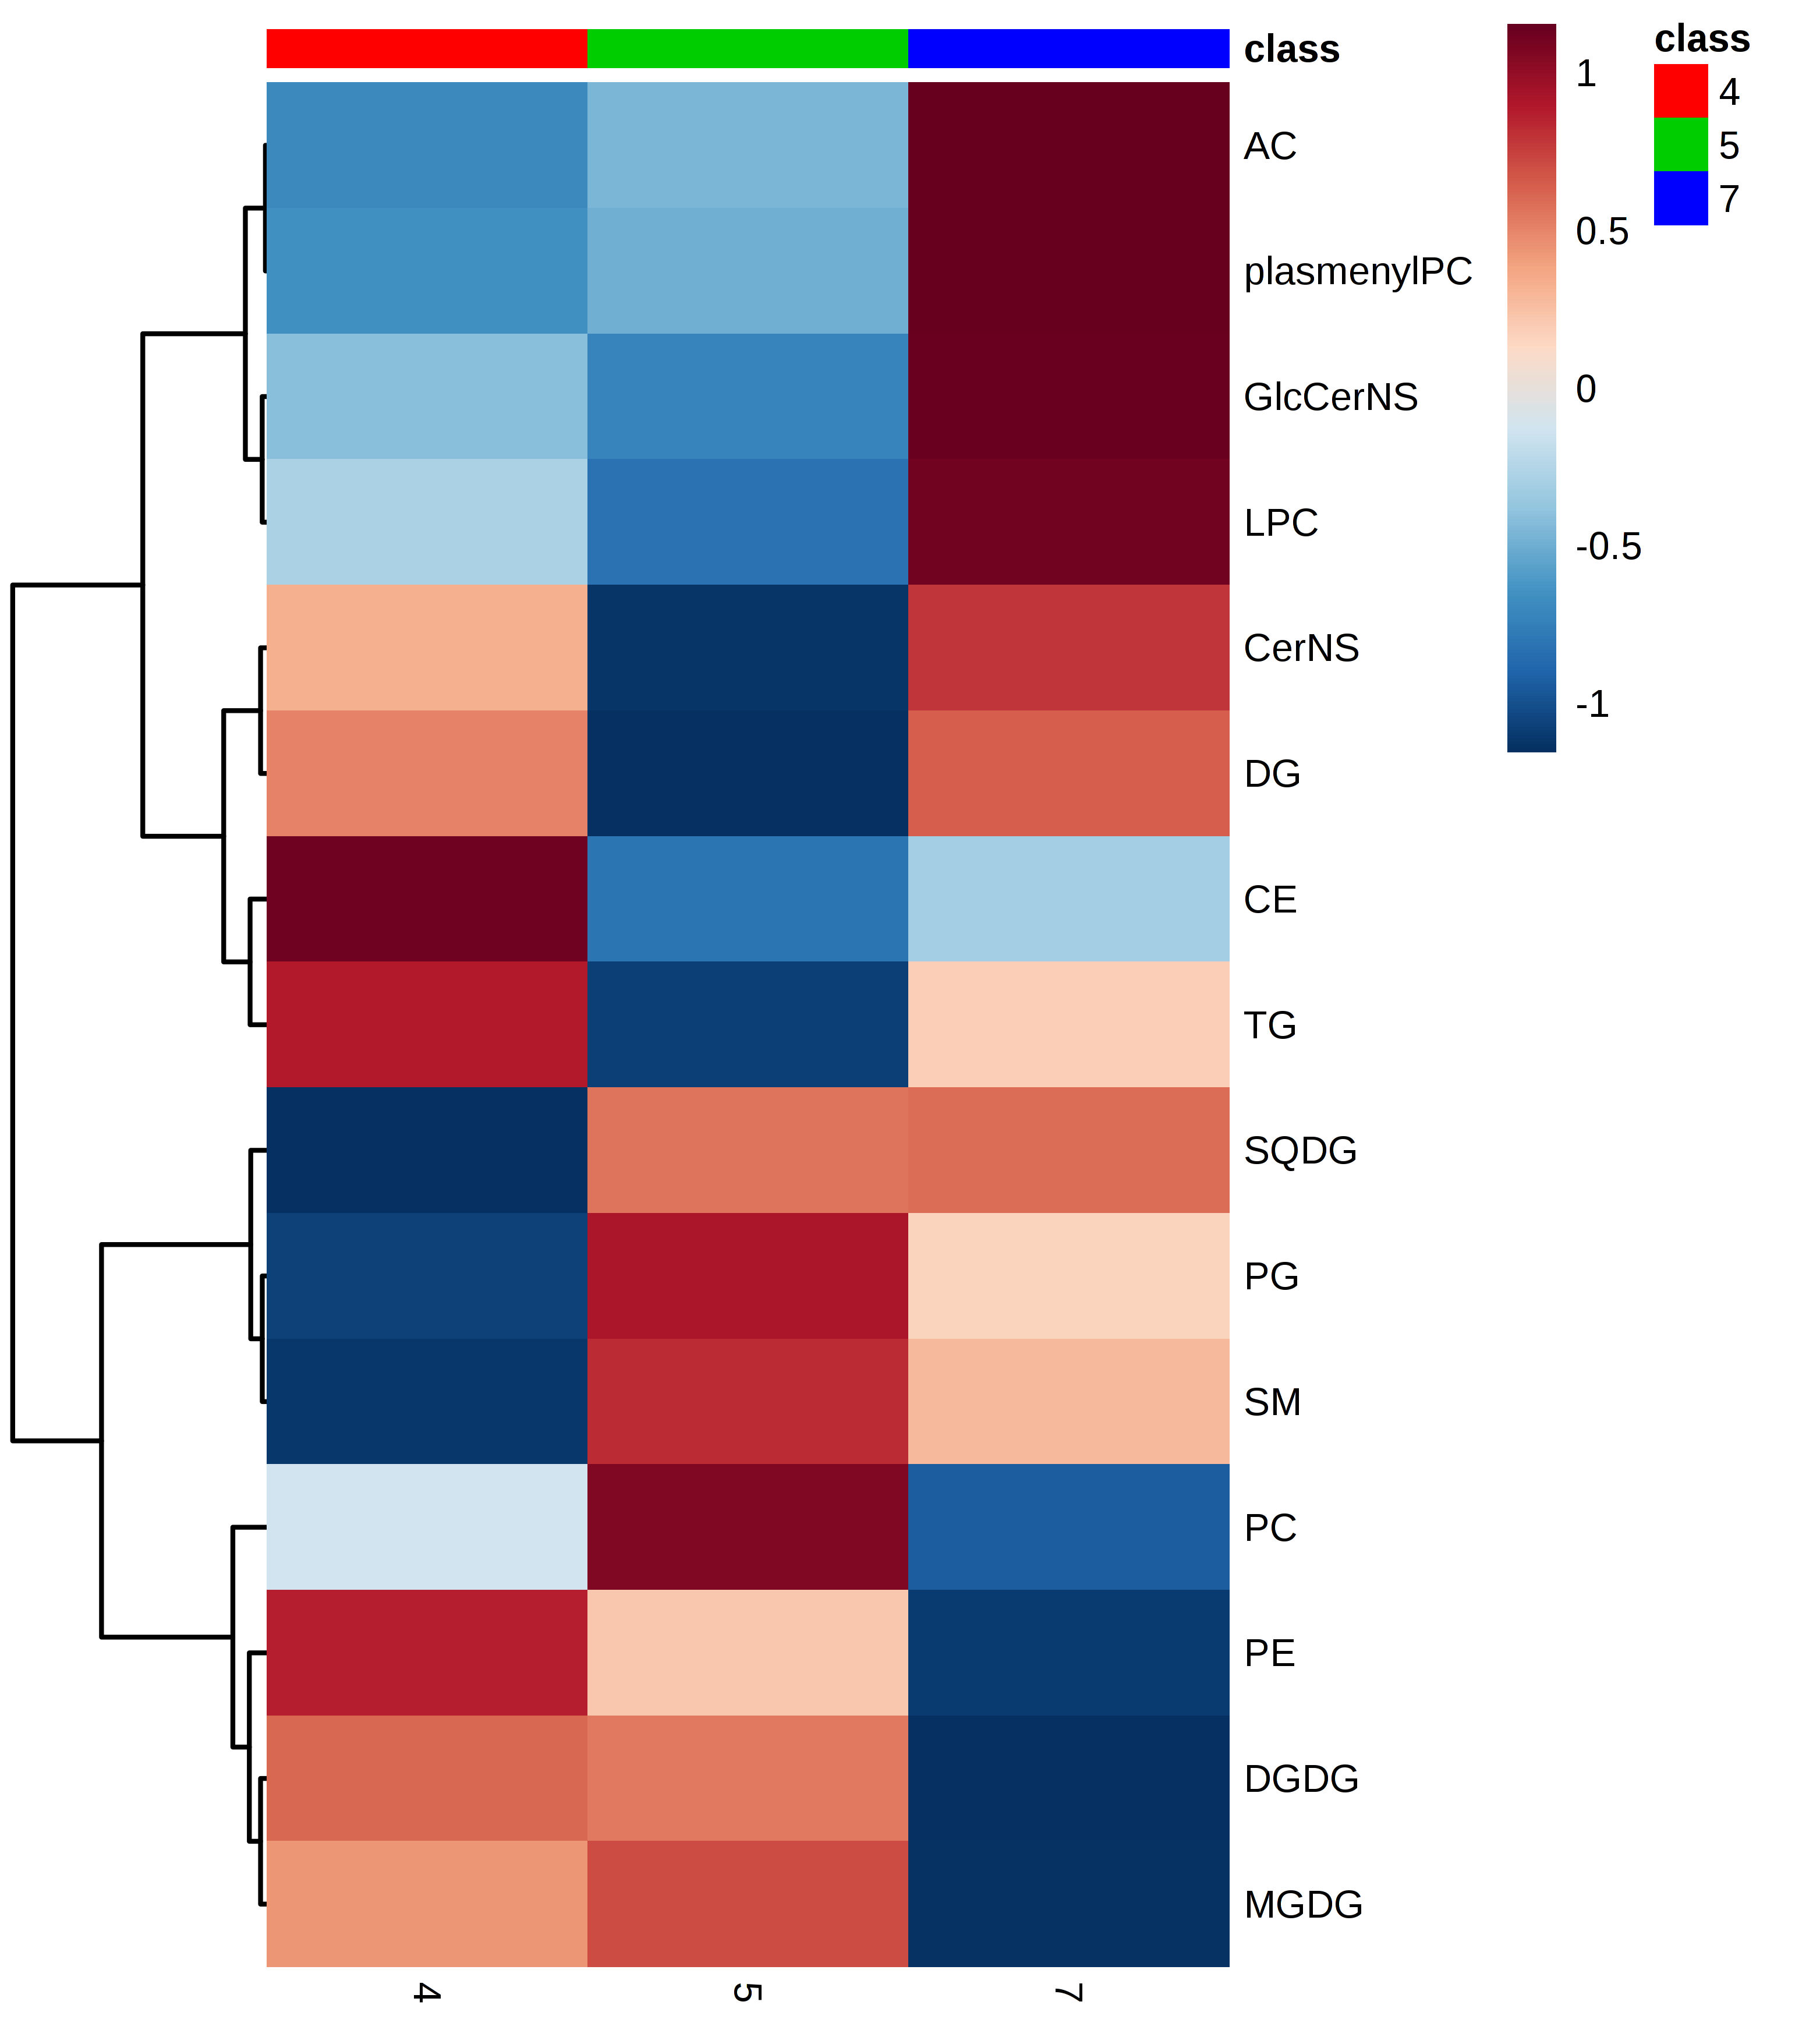 class
AC
plasmenylPC
GlcCerNS
LPC
CerNS
DG
CE
TG
SQDG
PG
SM
PC
PE
DGDG
MGDG
4
5
7
1
0.5
0
-0.5
-1
class
4
5
7